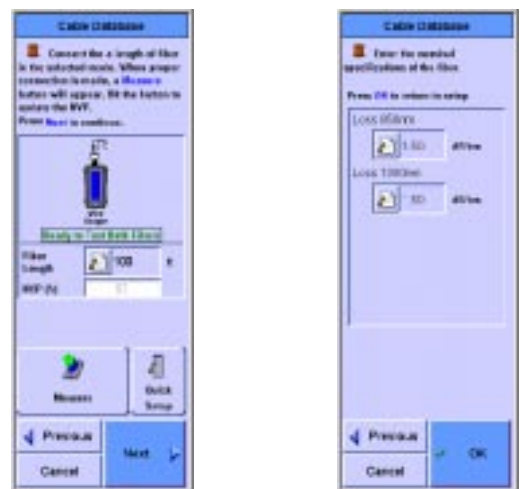 Cable Database
Connect the a length of fiber
in the selected mode. When proper
connection is made, a Measure
button will appear. Hit the button to
update the NVP.
Press Next to continue.
Ready to Test Both Fibers
Fiber
Length
100
ft
NVP (%)
Measure
Quick
Setup
Previous
Next
Cancel
Cable Database
Enter the nominal
specifications of the fiber.
Press OK to return to setup
Loss 850nm
dB/km
Loss 1300nm
dB/km
Previous
OK
Cancel